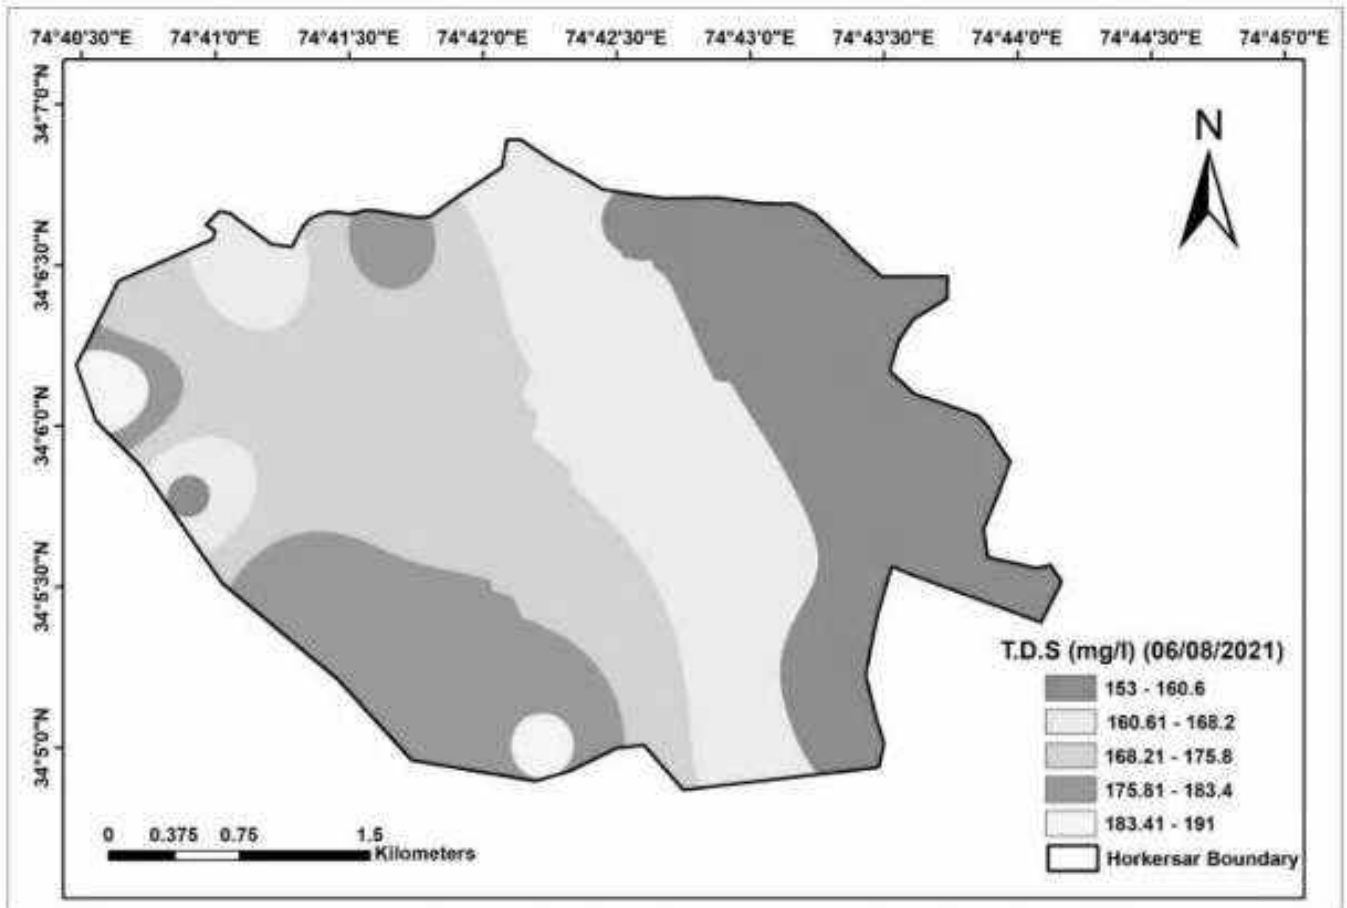 74°40'30"E 74°41'0"E 74°41'30"E 74°42'0"E 74°42'30"E 74°43'0"E 74°43'30"E 74°44'0"E 74°44'30"E 74°45'0"E
34°7'0"N
34°6'30"N
34°6'0"N
34°5'30"N
34°5'0"N
N
T.D.S (mg/l) (06/08/2021)
153 - 160.6
160.61 - 168.2
168.21 - 175.8
175.81 - 183.4
183.41 - 191
Horkersar Boundary
0 0.375 0.75 1.5
Kilometers